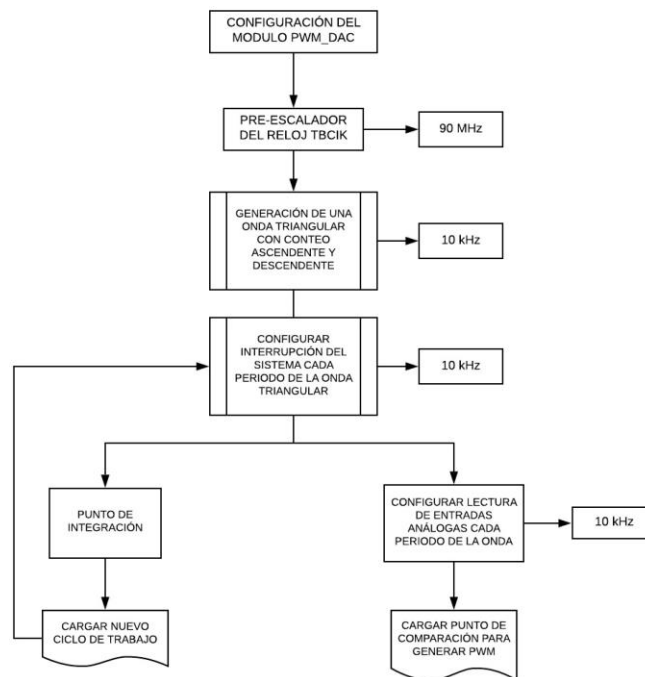 CONFIGURACIÓN DEL
MODULO PWM_DAC
PRE-ESCALADOR
DEL RELOJ TBCIK
90 MHz
GENERACIÓN DE UNA
ONDA TRIANGULAR
CON CONTEO
ASCENDENTE Y
DESCENDENTE
10 kHz
CONFIGURAR
INTERRUPCIÓN DEL
SISTEMA CADA
PERIODO DE LA ONDA
TRIANGULAR
10 kHz
PUNTO DE
INTEGRACIÓN
CONFIGURAR LECTURA
DE ENTRADAS
ANÁLOGAS CADA
PERIODO DE LA ONDA
10 kHz
CARGAR NUEVO
CICLO DE TRABAJO
CARGAR PUNTO DE
COMPARACIÓN PARA
GENERAR PWM